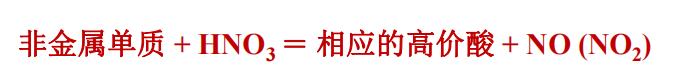 非金属单质 + HNO₃ = 相应的高价酸 + NO (NO₂)